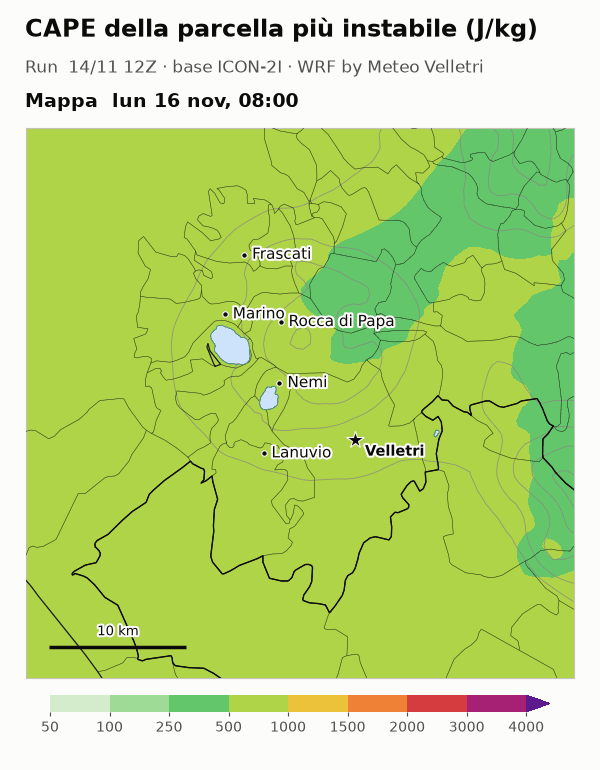 CAPE della parcella più instabile (J/kg)
Run  14/11 12Z · base ICON-2I · WRF by Meteo Velletri
Mappa  lun 16 nov, 08:00
Frascati
Marino
Rocca di Papa
Nemi
Velletri
Lanuvio
10 km
50 100 250 500 1000 1500 2000 3000 4000